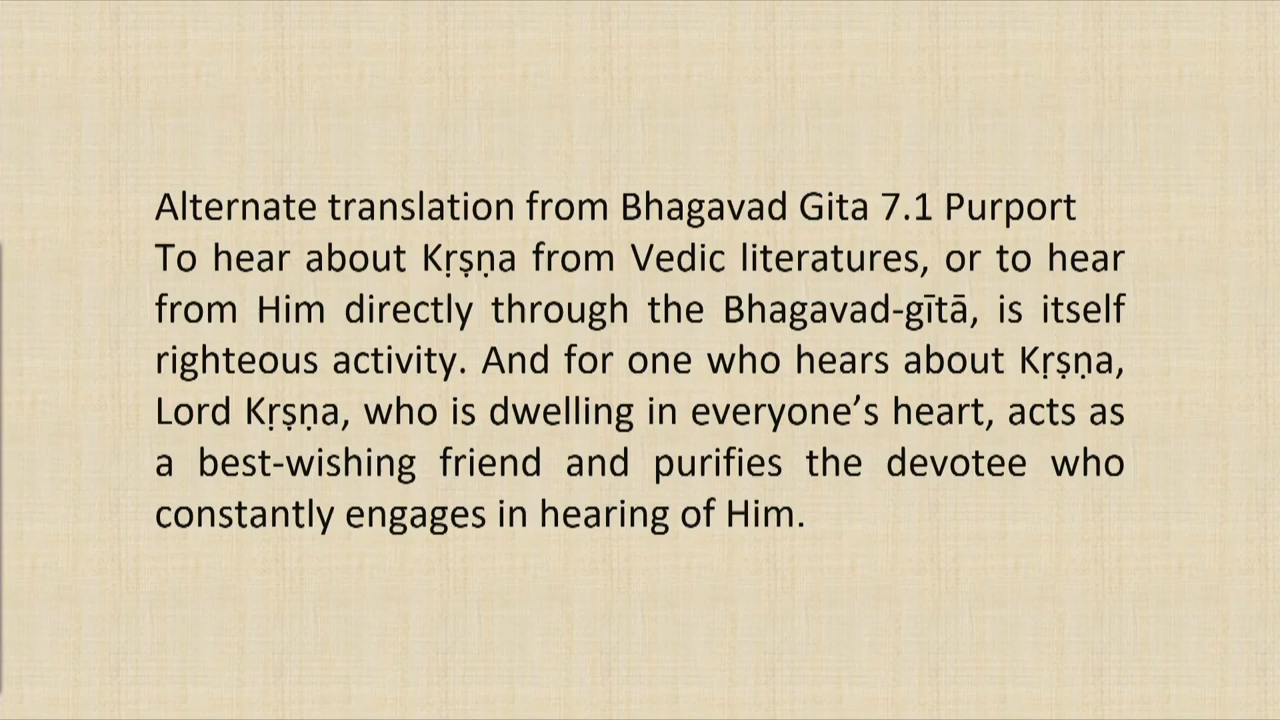 Alternate translation from Bhagavad Gita 7.1 Purport
To hear about Kṛṣṇa from Vedic literatures, or to hear
from Him directly through the Bhagavad-gītā, is itself
righteous activity. And for one who hears about Kṛṣṇa,
Lord Kṛṣṇa, who is dwelling in everyone’s heart, acts as
a best-wishing friend and purifies the devotee who
constantly engages in hearing of Him.